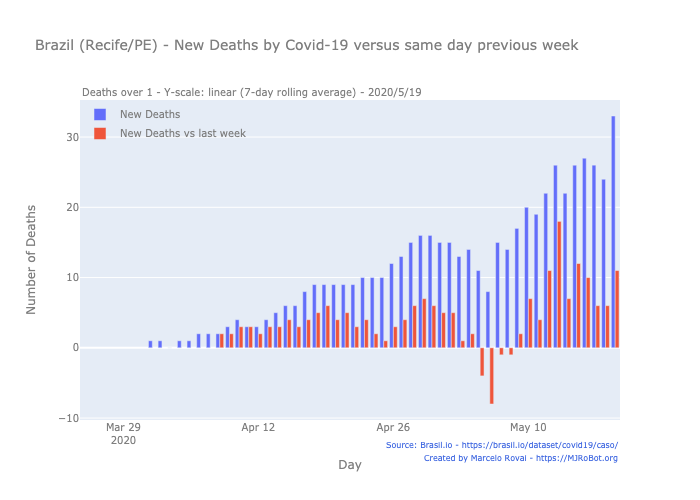 Brazil (Recife/PE) - New Deaths by Covid-19 versus same day previous week
Deaths over 1 - Y-scale: linear (7-day rolling average) - 2020/5/19
New Deaths
New Deaths vs last week
30
20
10
0
−10
Number of Deaths
Mar 29
2020
Apr 12
Apr 26
May 10
Day
Source: Brasil.io - https://brasil.io/dataset/covid19/caso/
Created by Marcelo Rovai - https://MJRoBot.org